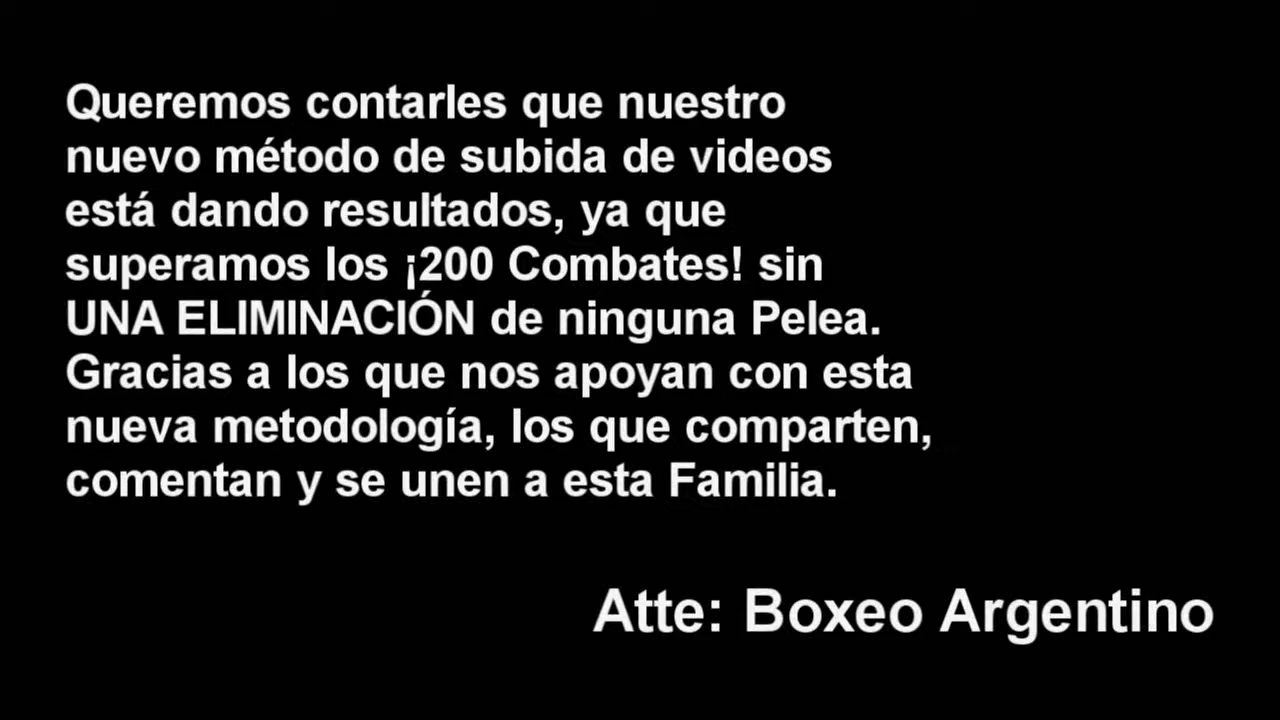 Queremos contarles que nuestro
nuevo método de subida de videos
está dando resultados, ya que
superamos los ¡200 Combates! sin
UNA ELIMINACIÓN de ninguna Pelea.
Gracias a los que nos apoyan con esta
nueva metodología, los que comparten,
comentan y se unen a esta Familia.
Atte: Boxeo Argentino